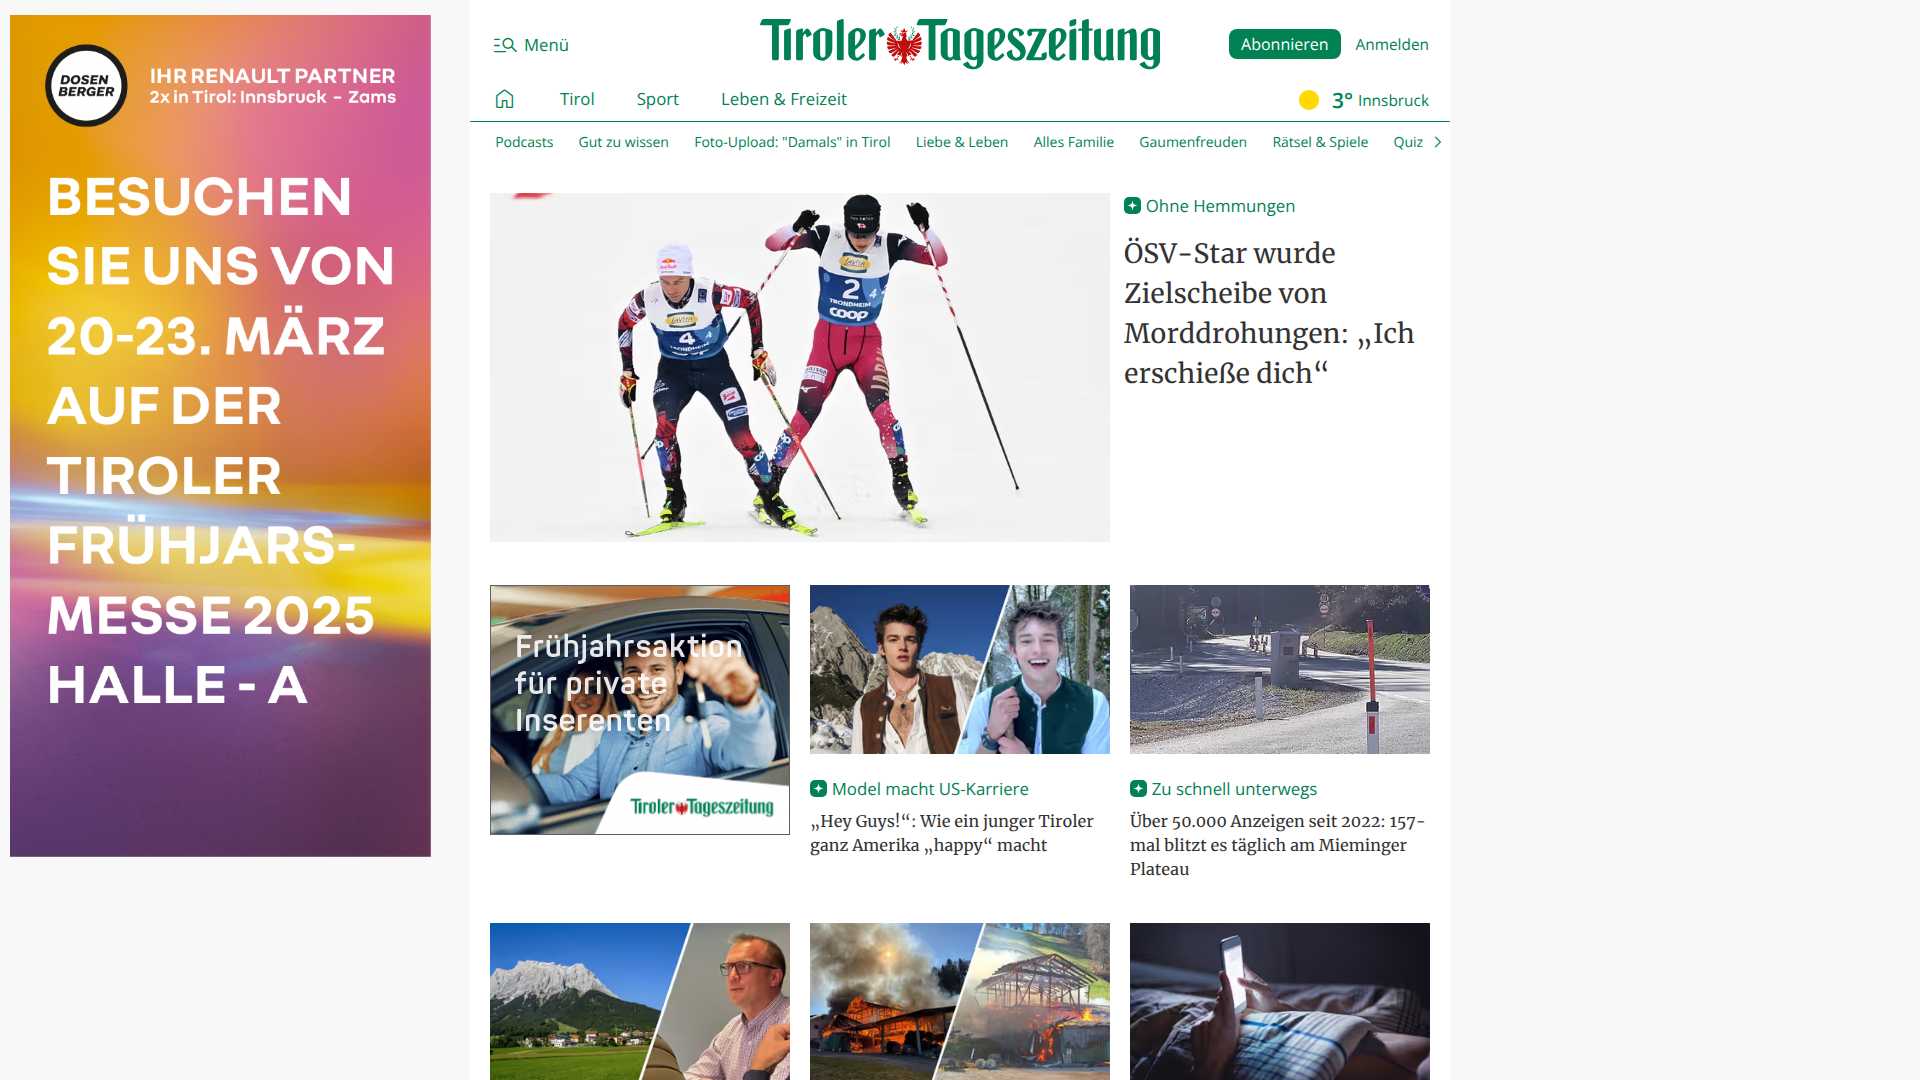 DOSEN
BERGER
IHR RENAULT PARTNER
2x in Tirol: Innsbruck - Zams
BESUCHEN
SIE UNS VON
20-23. MÄRZ
AUF DER
TIROLER
FRÜHJARS-
MESSE 2025
HALLE - A
Menü
Tiroler Tageszeitung
Abonnieren
Anmelden
Tirol
Sport
Leben & Freizeit
3° Innsbruck
Podcasts
Gut zu wissen
Foto-Upload: "Damals" in Tirol
Liebe & Leben
Alles Familie
Gaumenfreuden
Rätsel & Spiele
Quiz
2
TRONDHEIM
coop
4
Ohne Hemmungen
ÖSV-Star wurde
Zielscheibe von
Morddrohungen: „Ich
erschieße dich“
Frühjahrsaktion
für private
Inserenten
Tiroler Tageszeitung
Model macht US-Karriere
„Hey Guys!“: Wie ein junger Tiroler
ganz Amerika „happy“ macht
Zu schnell unterwegs
Über 50.000 Anzeigen seit 2022: 157-
mal blitzt es täglich am Mieminger
Plateau